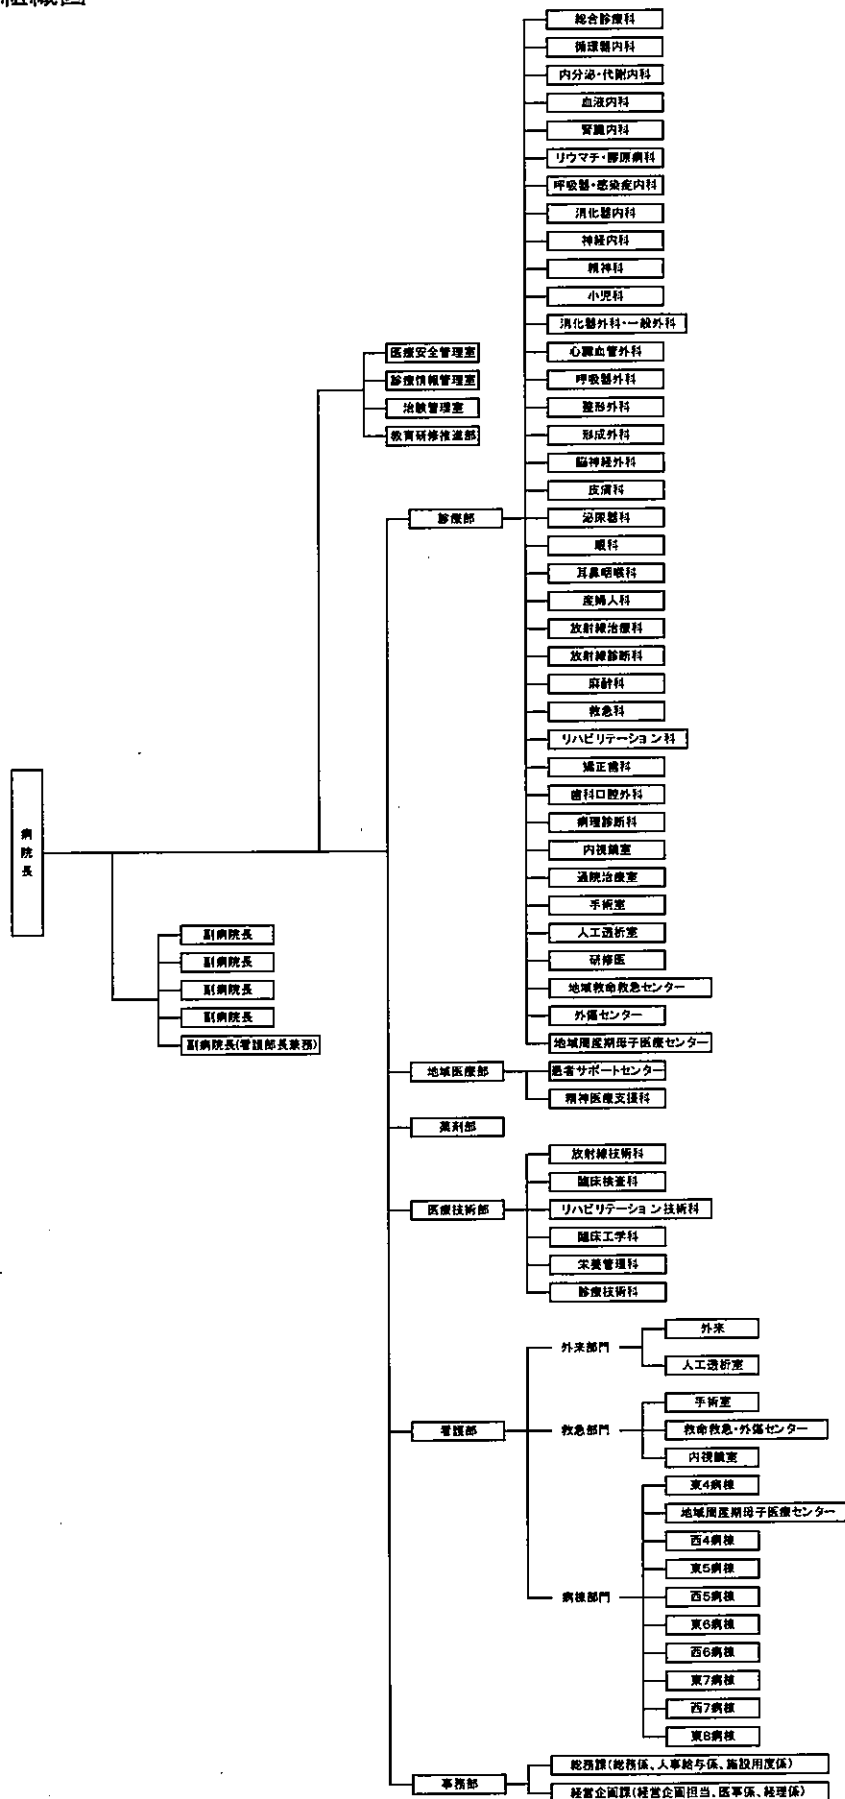 組織図
総合診療科
循環器内科
内分泌・代謝内科
血液内科
腎臓内科
リウマチ・膠原病科
呼吸器・感染症内科
消化器内科
神経内科
精神科
小児科
消化器外科・一般外科
心臓血管外科
呼吸器外科
整形外科
形成外科
脳神経外科
皮膚科
泌尿器科
眼科
耳鼻咽喉科
産婦人科
放射線治療科
放射線診断科
麻酔科
救急科
リハビリテーション科
矯正歯科
歯科口腔外科
病理診断科
内視鏡室
通院治療室
手術室
人工透析室
研修医
地域救命救急センター
外傷センター
地域周産期母子医療センター
医療安全管理室
診療情報管理室
治験管理室
教育研修推進部
診療部
病院長
副病院長
副病院長
副病院長
副病院長
副病院長(看護部長兼務)
地域医療部
患者サポートセンター
精神医療支援科
薬剤部
医療技術部
放射線技術科
臨床検査科
リハビリテーション技術科
臨床工学科
栄養管理科
診療技術科
看護部
外来部門
外来
人工透析室
救急部門
手術室
救命救急・外傷センター
内視鏡室
病棟部門
東4病棟
地域周産期母子医療センター
西4病棟
東5病棟
西5病棟
東6病棟
西6病棟
東7病棟
西7病棟
東8病棟
事務部
総務課(総務係、人事給与係、施設用度係)
経営企画課(経営企画担当、医事係、経理係)